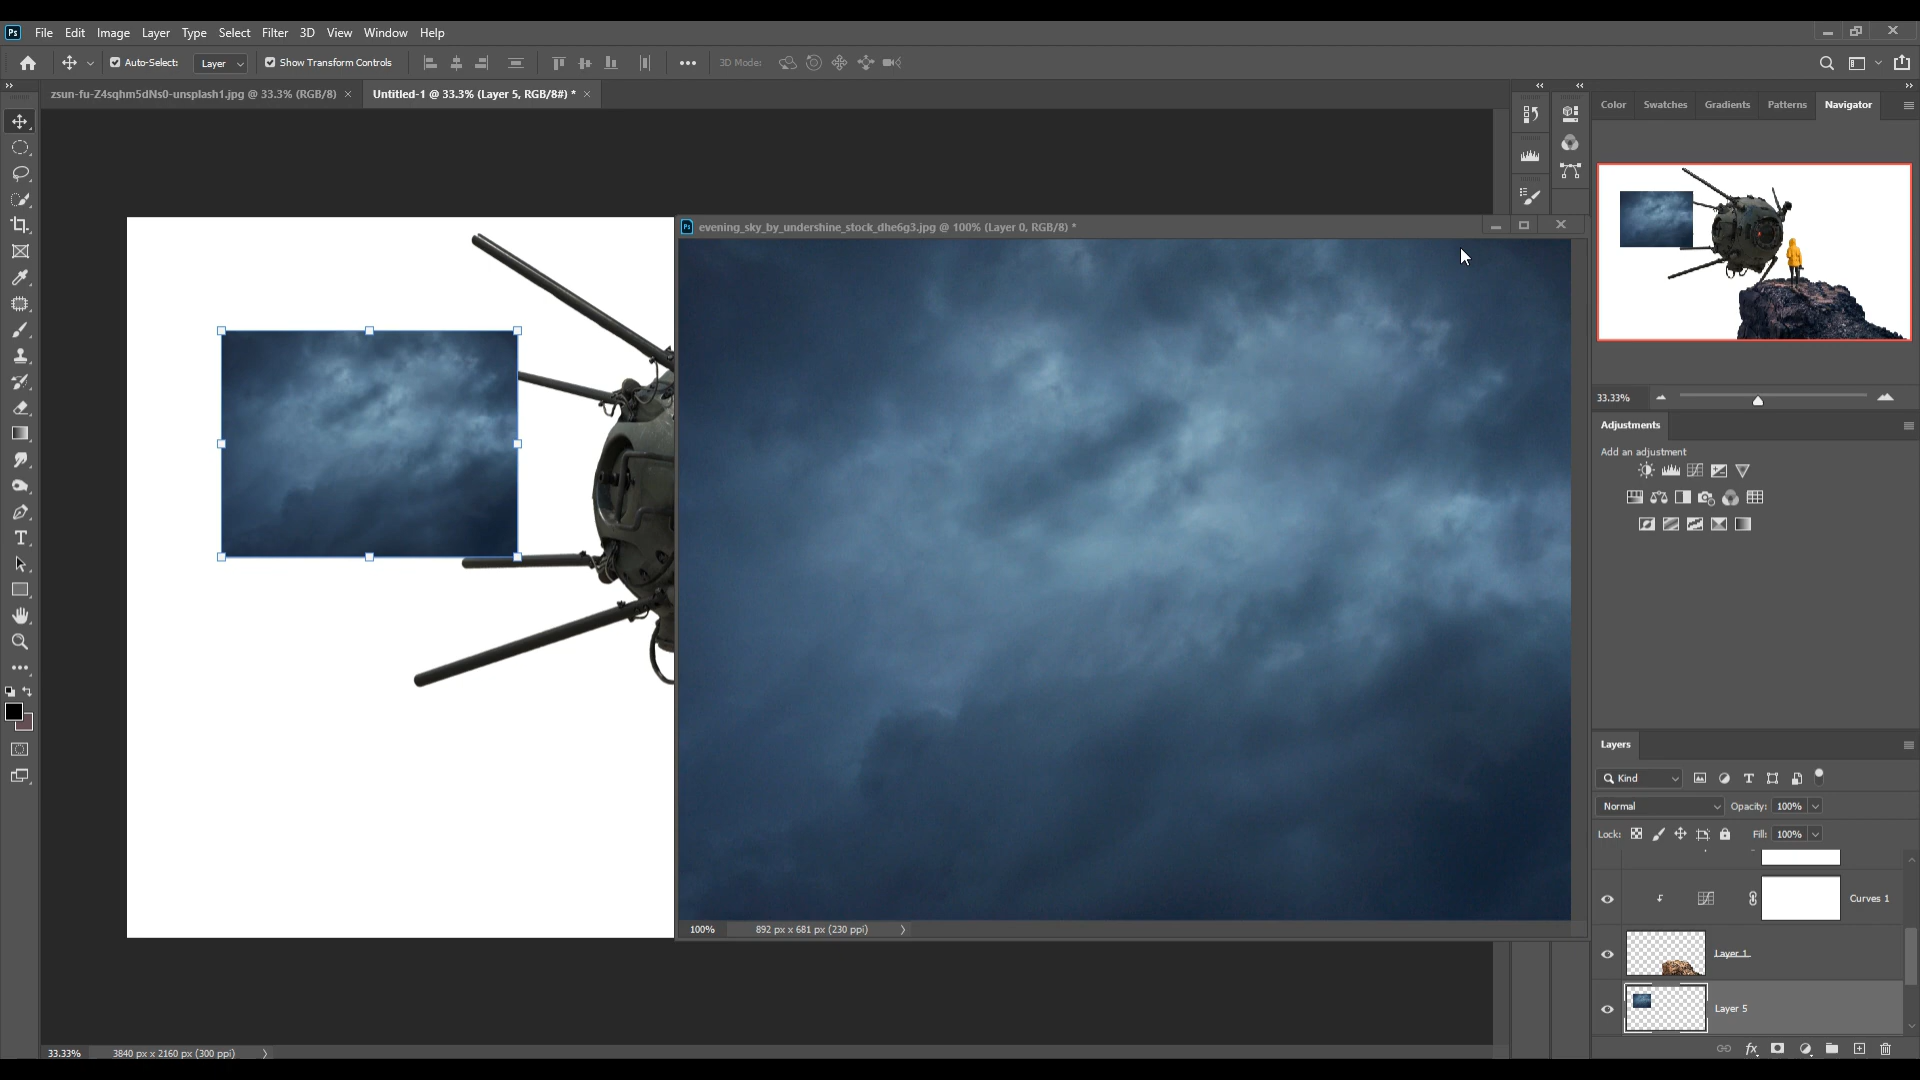 Ps File Edit Image Layer Type Select Filter 3D View Window Help
Auto-Select: Layer Show Transform Controls 3D Mode:
zsun-fu-Z4sqhm5dNs0-unsplash1.jpg @ 33.3% (RGB/8) × Untitled-1 @ 33.3% (Layer 5, RGB/8#) * ×
Color Swatches Gradients Patterns Navigator
Ps evening_sky_by_undershine_stock_dhe6g3.jpg @ 100% (Layer 0, RGB/8) *
33.33%
Adjustments
Add an adjustment
Layers
Kind
Normal Opacity: 100%
Lock: Fill: 100%
Curves 1
Layer 1
Layer 5
100% 892 px x 681 px (230 ppi)
33.33% 3840 px x 2160 px (300 ppi)